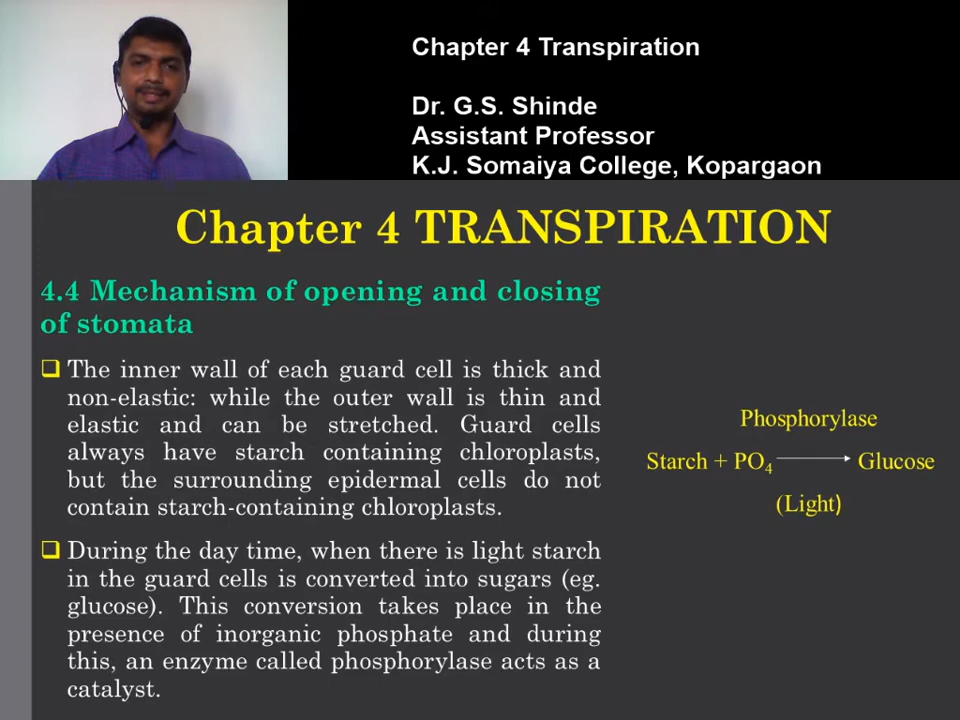 Chapter 4 Transpiration
Dr. G.S. Shinde
Assistant Professor
K.J. Somaiya College, Kopargaon
Chapter 4 TRANSPIRATION
4.4 Mechanism of opening and closing
of stomata
The inner wall of each guard cell is thick and
non-elastic: while the outer wall is thin and
elastic and can be stretched. Guard cells
always have starch containing chloroplasts,
but the surrounding epidermal cells do not
contain starch-containing chloroplasts.
During the day time, when there is light starch
in the guard cells is converted into sugars (eg.
glucose). This conversion takes place in the
presence of inorganic phosphate and during
this, an enzyme called phosphorylase acts as a
catalyst.
Phosphorylase
Starch + PO₄ ⟶ Glucose
(Light)